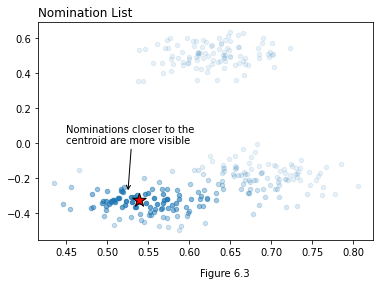 Nomination List
0.6
0.4
0.2
0.0
−0.2
−0.4
Nominations closer to the
centroid are more visible
0.45 0.50 0.55 0.60 0.65 0.70 0.75 0.80
Figure 6.3